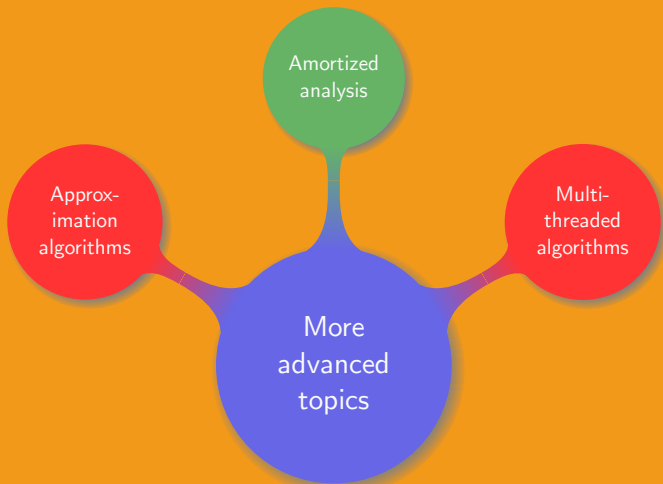 Amortized
analysis
Approx-
imation
algorithms
Multi-
threaded
algorithms
More
advanced
topics